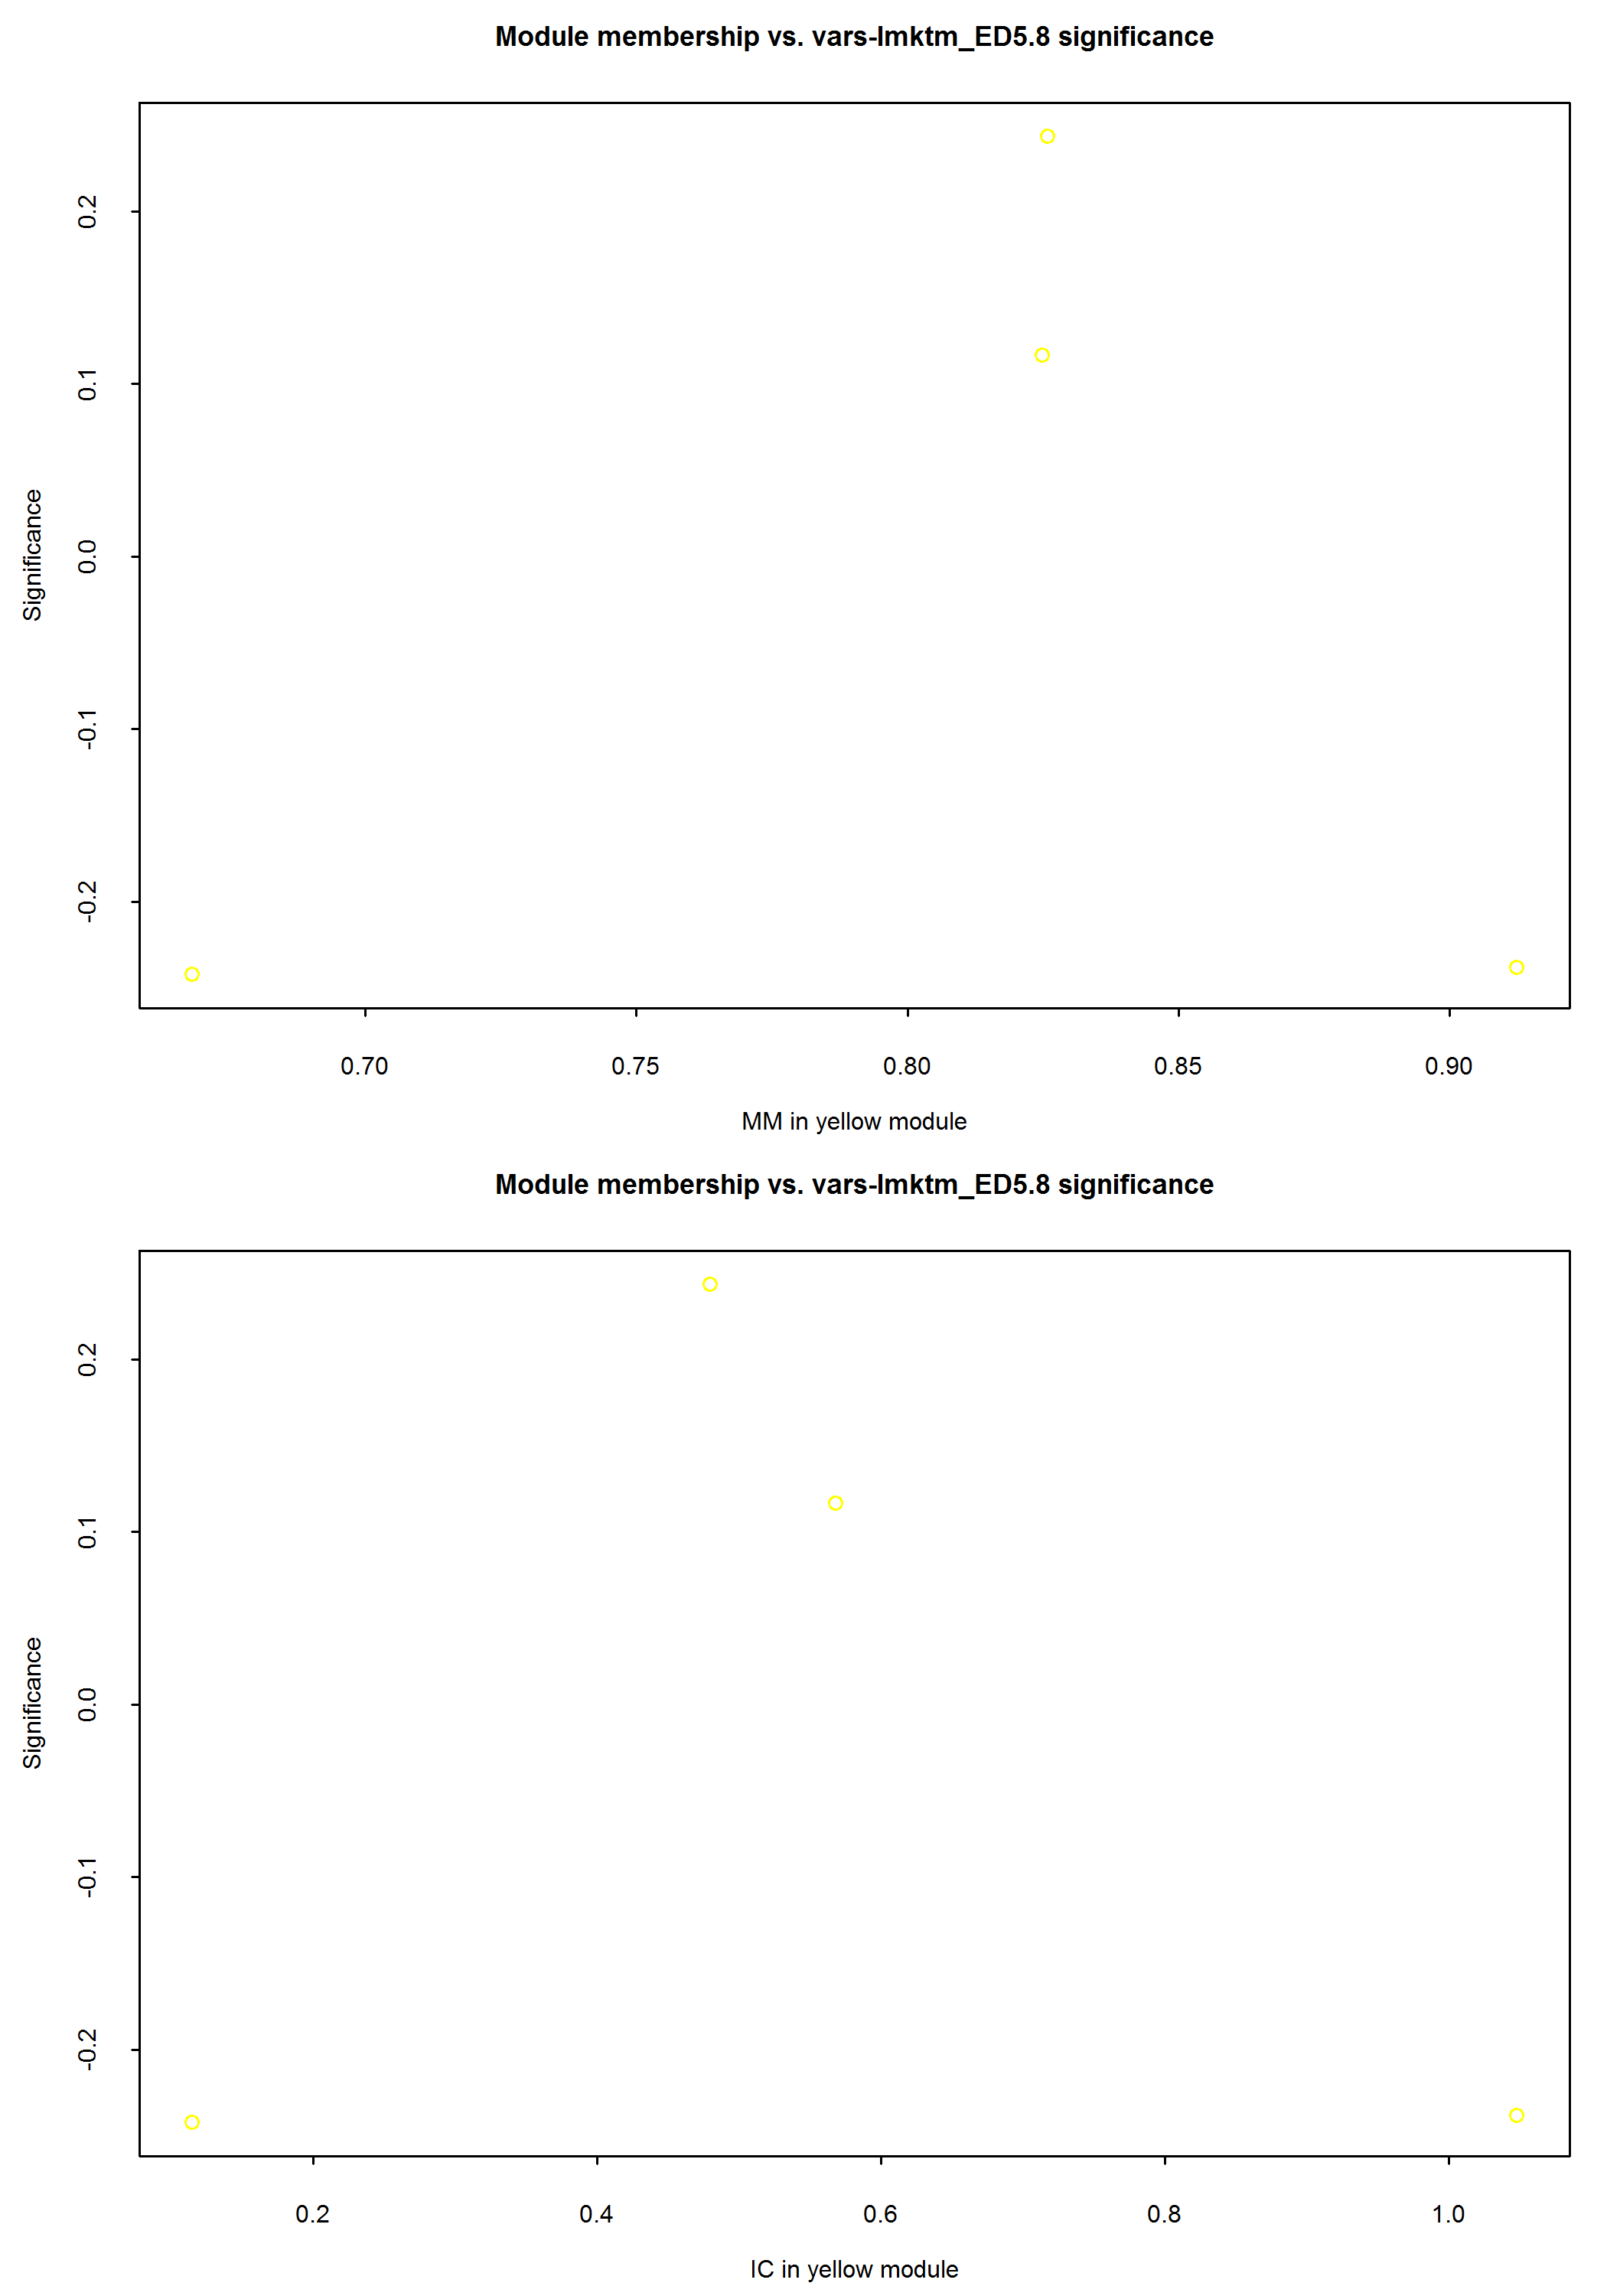 Module membership vs. vars-lmktm_ED5.8 significance
0.2
0.1
0.0
-0.1
-0.2
Significance
0.70 0.75 0.80 0.85 0.90
MM in yellow module
Module membership vs. vars-lmktm_ED5.8 significance
0.2
0.1
0.0
-0.1
-0.2
Significance
0.2 0.4 0.6 0.8 1.0
IC in yellow module